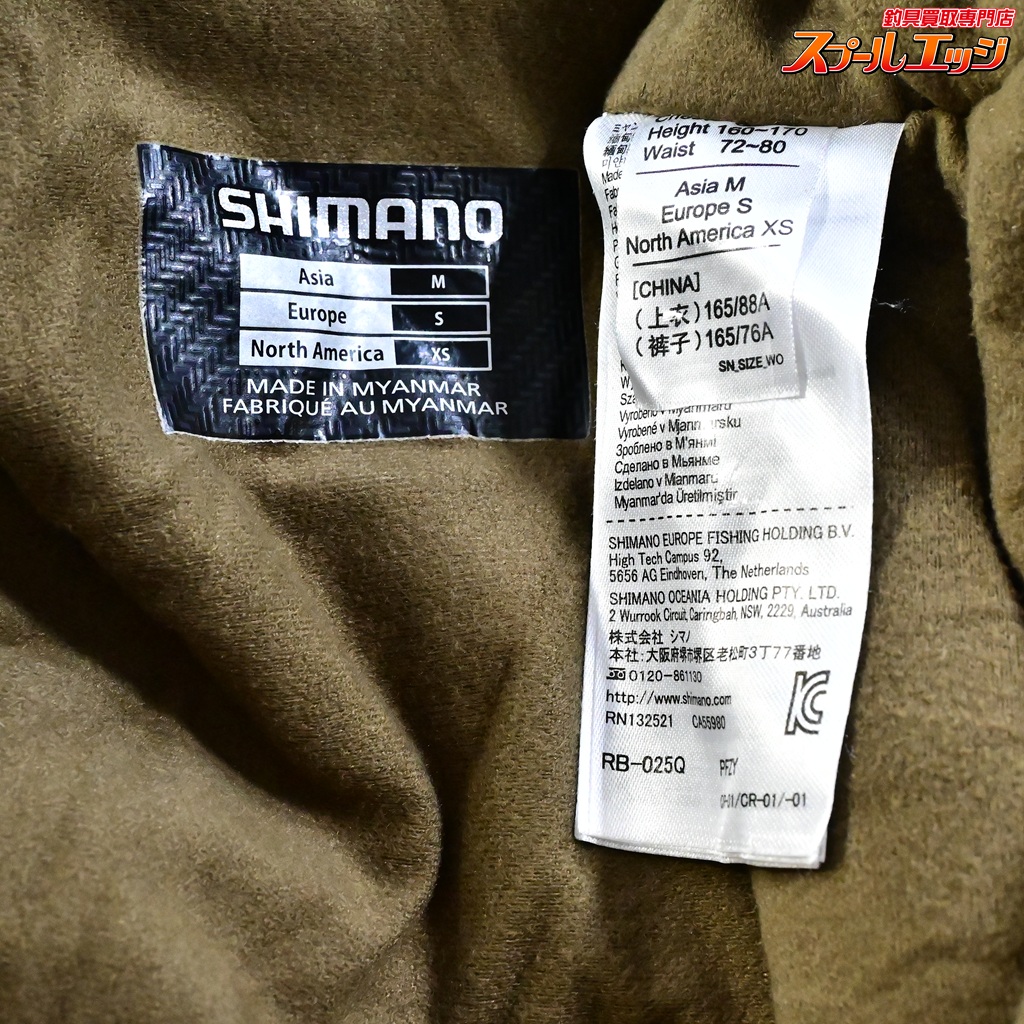 釣具買取専門店
スプールエッジ
SHIMANO
Asia M
Europe S
North America XS
MADE IN MYANMAR
FABRIQUÉ AU MYANMAR
Height 160~170
Waist 72~80
Asia M
Europe S
North America XS
[CHINA]
(上衣)165/88A
(裤子)165/76A
SN_SIZE_WO
Vyrobeno v Myanmaru
Vyrobené v
Зроблено в М'янмі
Сделано в Мьянме
Izdelano v Mianmaru
Myanmar'da Üretilmiştir
SHIMANO EUROPE FISHING HOLDING B.V.
High Tech Campus 92,
5656 AG Eindhoven, The Netherlands
SHIMANO OCEANIA HOLDING PTY. LTD.
2 Wurrook Circuit, Caringbah, NSW, 2229, Australia
株式会社 シマノ
本社:大阪府堺市堺区老松町3丁77番地
0120-861130
http://www.shimano.com
RN132521 CA55980
RB-025Q PFZY
/CR-01/-01